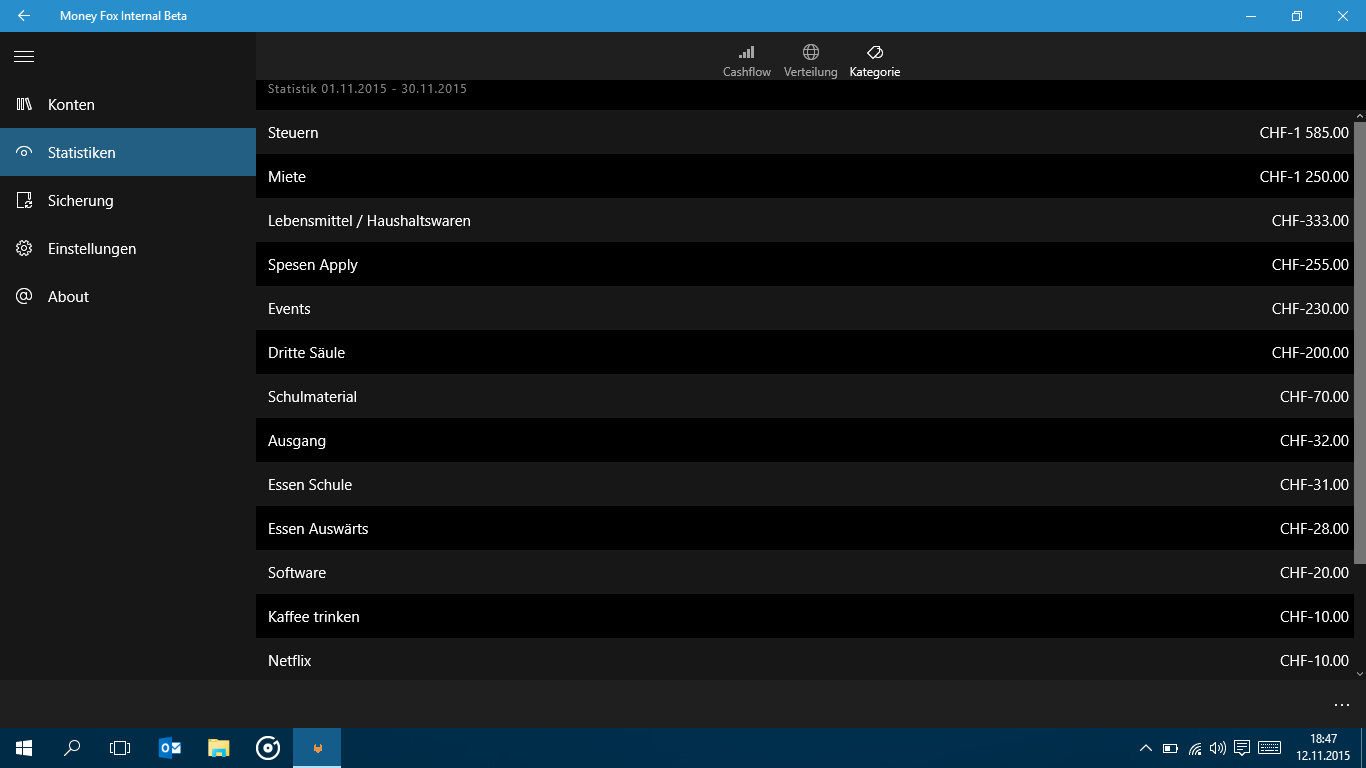 Money Fox Internal Beta
Cashflow Verteilung Kategorie
Konten
Statistiken
Sicherung
Einstellungen
About
Statistik 01.11.2015 - 30.11.2015
Steuern CHF-1 585.00
Miete CHF-1 250.00
Lebensmittel / Haushaltswaren CHF-333.00
Spesen Apply CHF-255.00
Events CHF-230.00
Dritte Säule CHF-200.00
Schulmaterial CHF-70.00
Ausgang CHF-32.00
Essen Schule CHF-31.00
Essen Auswärts CHF-28.00
Software CHF-20.00
Kaffee trinken CHF-10.00
Netflix CHF-10.00
18:47
12.11.2015